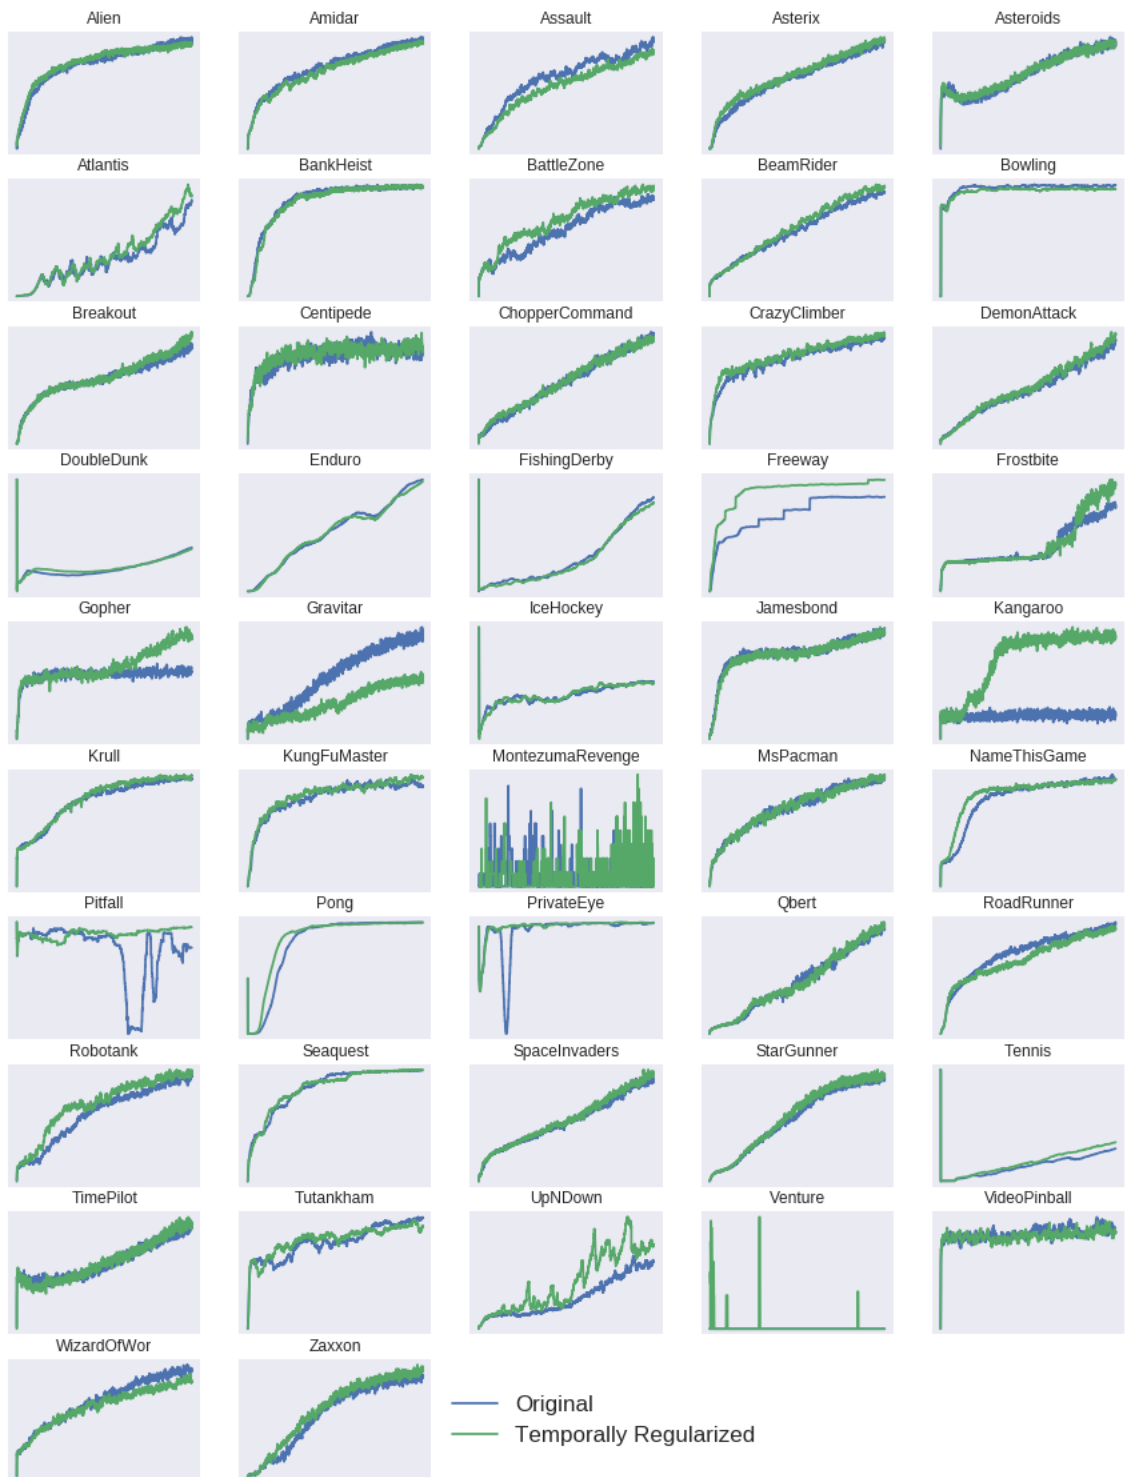 Alien Amidar Assault Asterix Asteroids
Atlantis BankHeist BattleZone BeamRider Bowling
Breakout Centipede ChopperCommand CrazyClimber DemonAttack
DoubleDunk Enduro FishingDerby Freeway Frostbite
Gopher Gravitar IceHockey Jamesbond Kangaroo
Krull KungFuMaster MontezumaRevenge MsPacman NameThisGame
Pitfall Pong PrivateEye Qbert RoadRunner
Robotank Seaquest SpaceInvaders StarGunner Tennis
TimePilot Tutankham UpNDown Venture VideoPinball
WizardOfWor Zaxxon
Original
Temporally Regularized